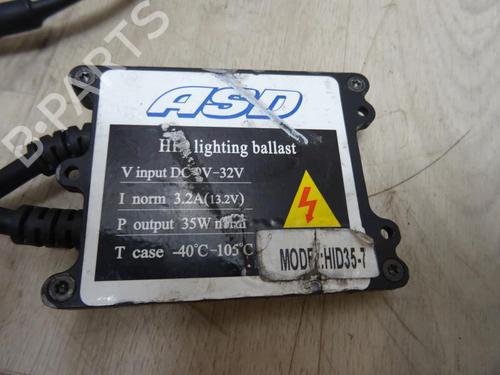 ASD
lighting ballast
V input DC 9V-32V
I norm 3.2A(13.2V)
P output 35W norm
T case -40℃-105℃
MODEL:HID35-7
B-PARTS